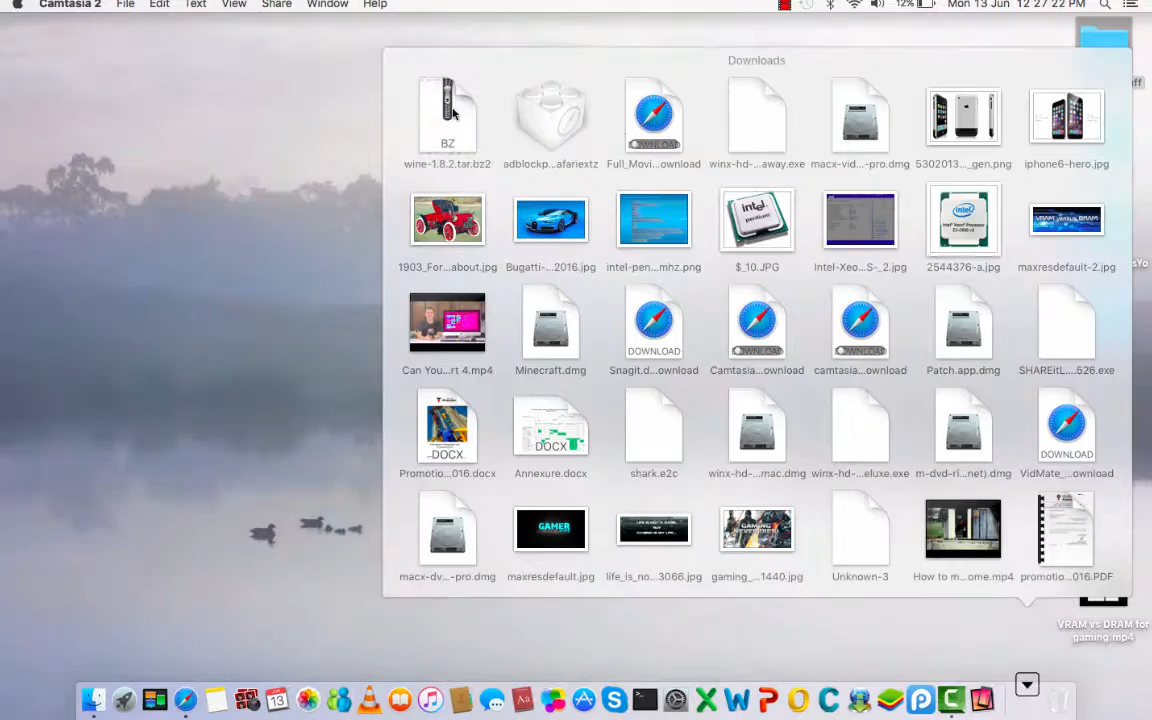 Camtasia 2 File Edit Text View Share Window Help 12% Mon 13 Jun 12:27:22 PM
Downloads
BZ
wine-1.8.2.tar.bz2 adblockp...afariextz Full_Movi...ownload winx-hd-...away.exe macx-vid...-pro.dmg 5302013..._gen.png iphone6-hero.jpg
DOWNLOAD
1903_For...about.jpg Bugatti-...2016.jpg intel-pen...mhz.png $_10.JPG Intel-Xeo...S-_2.jpg 2544376-a.jpg maxresdefault-2.jpg
intel
pentium
intel
VRAM VERSUS DRAM
Can You...rt 4.mp4 Minecraft.dmg Snagit.d...ownload Camtasia...ownload camtasia...ownload Patch.app.dmg SHAREitL....526.exe
DOWNLOAD DOWNLOAD DOWNLOAD
DOCX DOCX DOWNLOAD
Promotio...016.docx Annexure.docx shark.e2c winx-hd-...mac.dmg winx-hd-...eluxe.exe m-dvd-ri...net).dmg VidMate_...ownload
GAMER
macx-dv...-pro.dmg maxresdefault.jpg life_is_no...3066.jpg gaming_...1440.jpg Unknown-3 How to m...ome.mp4 promotio...016.PDF
VRAM vs DRAM for
gaming.mp4
13